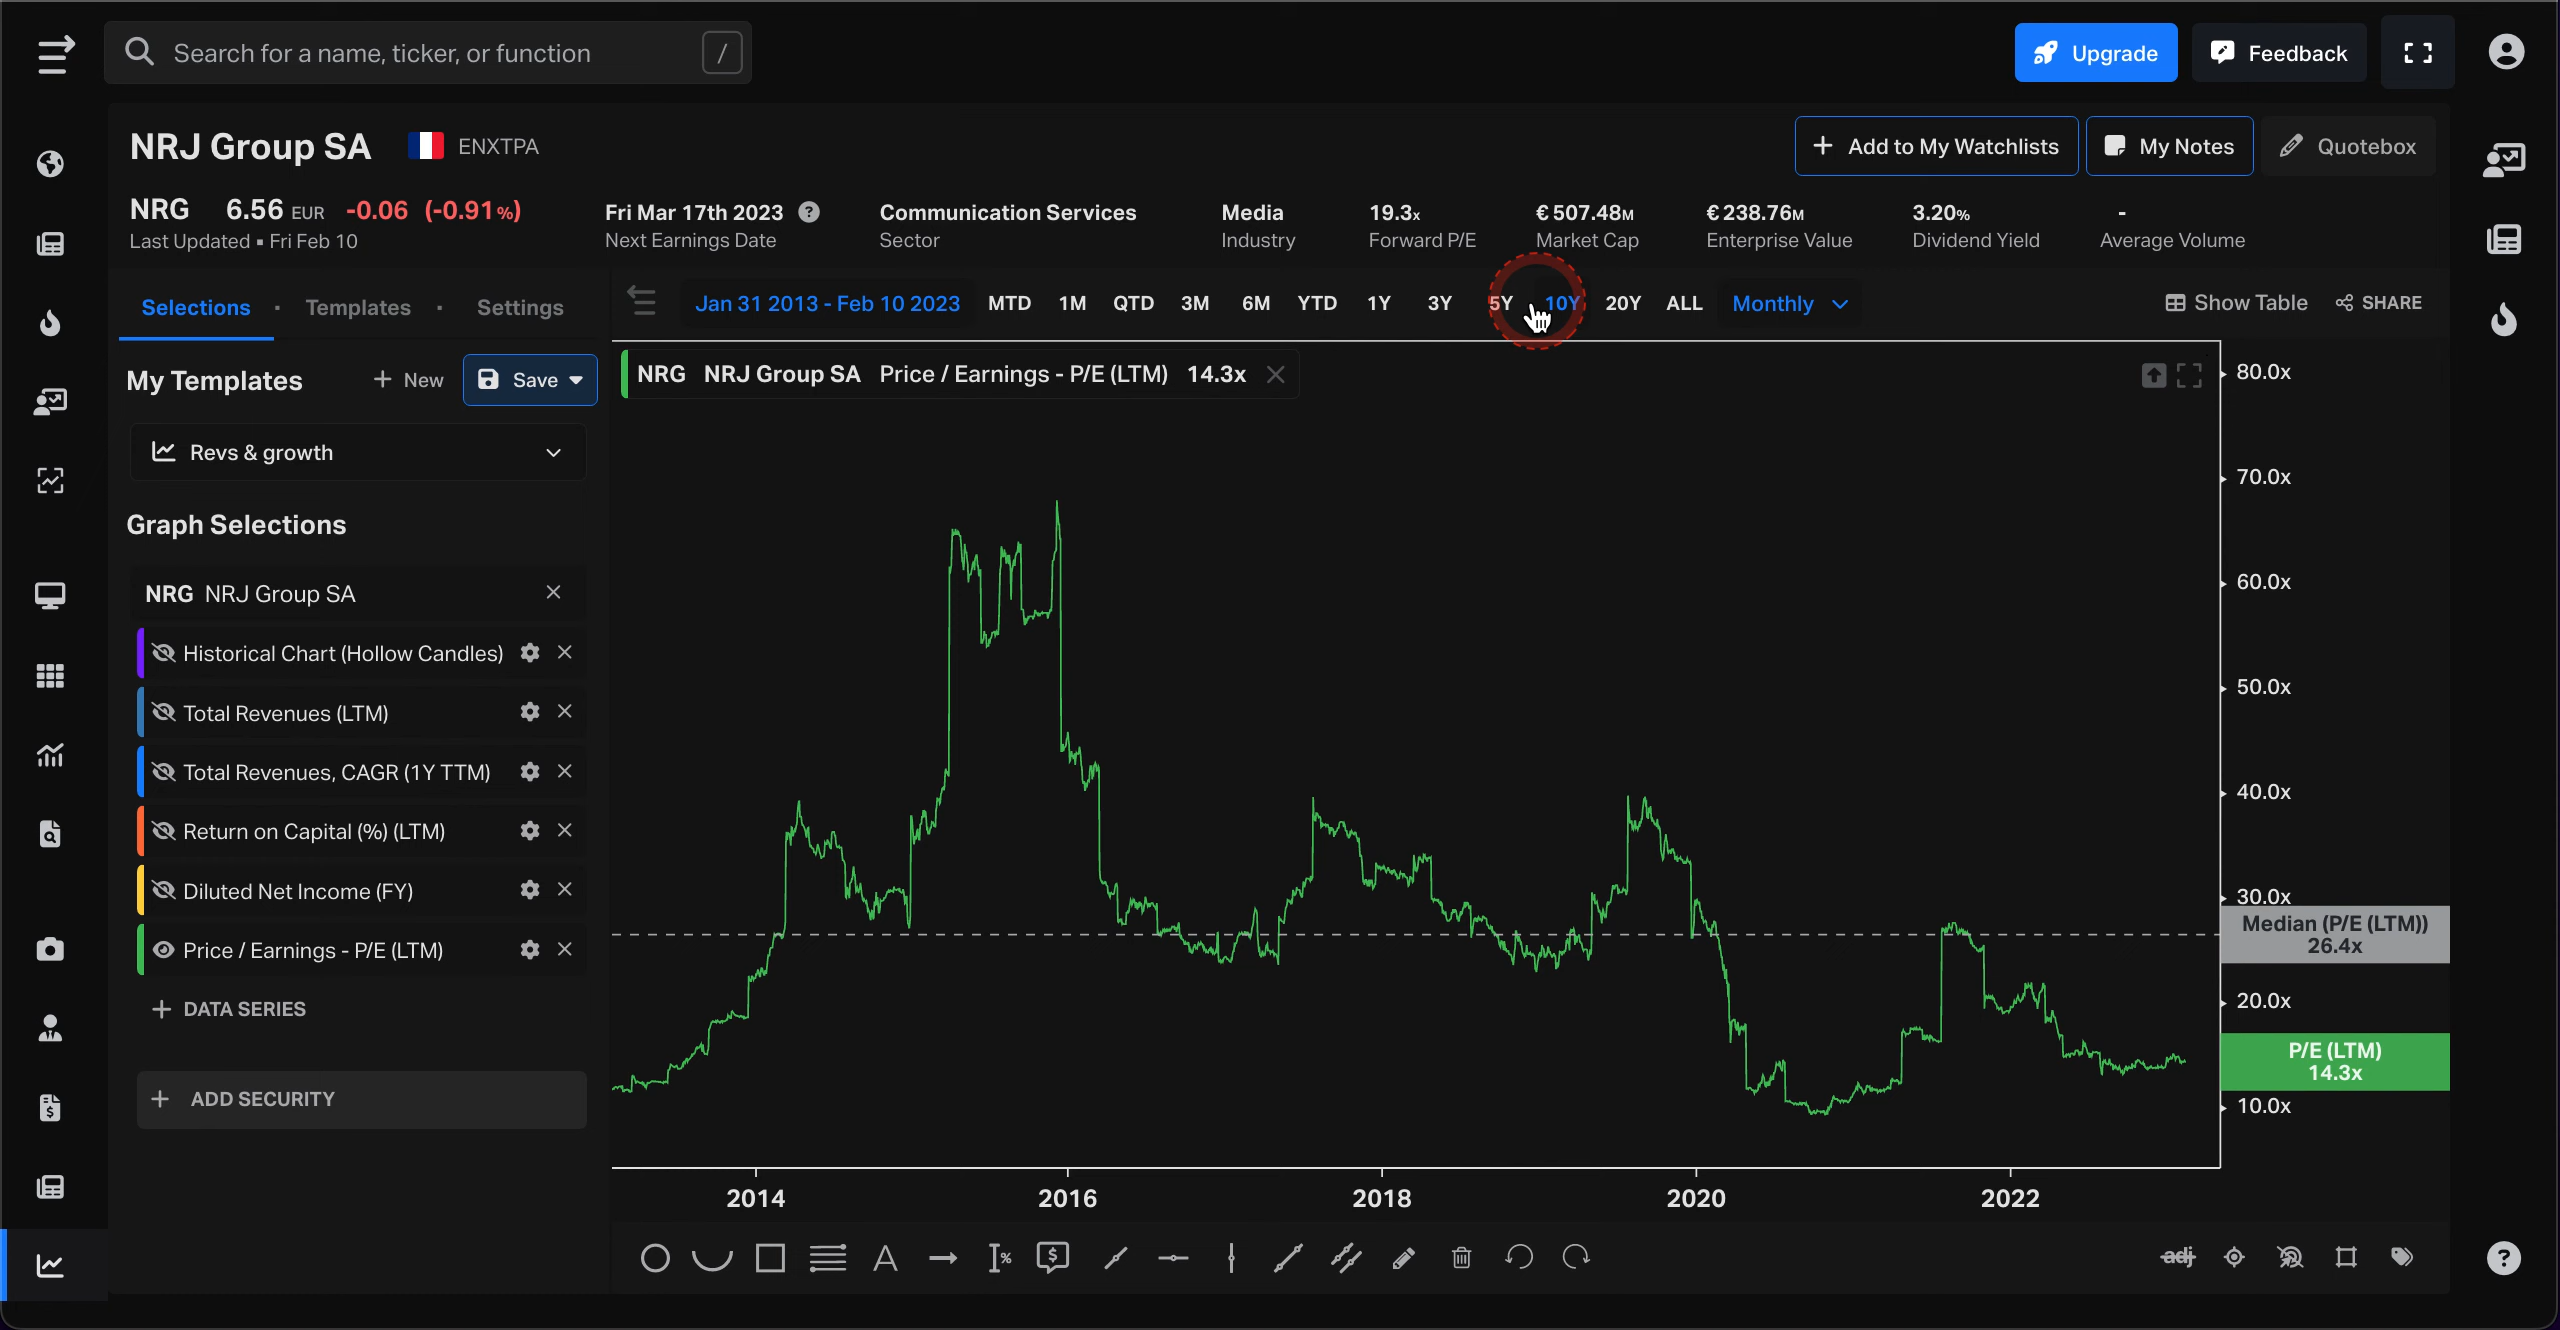 Search for a name, ticker, or function /
Upgrade
Feedback
NRJ Group SA ENXTPA
+ Add to My Watchlists
My Notes
Quotebox
NRG 6.56 EUR -0.06 (-0.91%)
Last Updated ▪ Fri Feb 10
Fri Mar 17th 2023 ?
Next Earnings Date
Communication Services
Sector
Media
Industry
19.3x
Forward P/E
€507.48M
Market Cap
€238.76M
Enterprise Value
3.20%
Dividend Yield
-
Average Volume
Selections · Templates · Settings
Jan 31 2013 - Feb 10 2023 MTD 1M QTD 3M 6M YTD 1Y 3Y 5Y 10Y 20Y ALL Monthly
Show Table SHARE
My Templates + New Save
Revs & growth
Graph Selections
NRG NRJ Group SA
Historical Chart (Hollow Candles)
Total Revenues (LTM)
Total Revenues, CAGR (1Y TTM)
Return on Capital (%) (LTM)
Diluted Net Income (FY)
Price / Earnings - P/E (LTM)
+ DATA SERIES
+ ADD SECURITY
NRG NRJ Group SA Price / Earnings - P/E (LTM) 14.3x
80.0x
70.0x
60.0x
50.0x
40.0x
30.0x
Median (P/E (LTM))
26.4x
20.0x
P/E (LTM)
14.3x
10.0x
2014 2016 2018 2020 2022
A
%
$
adj
?